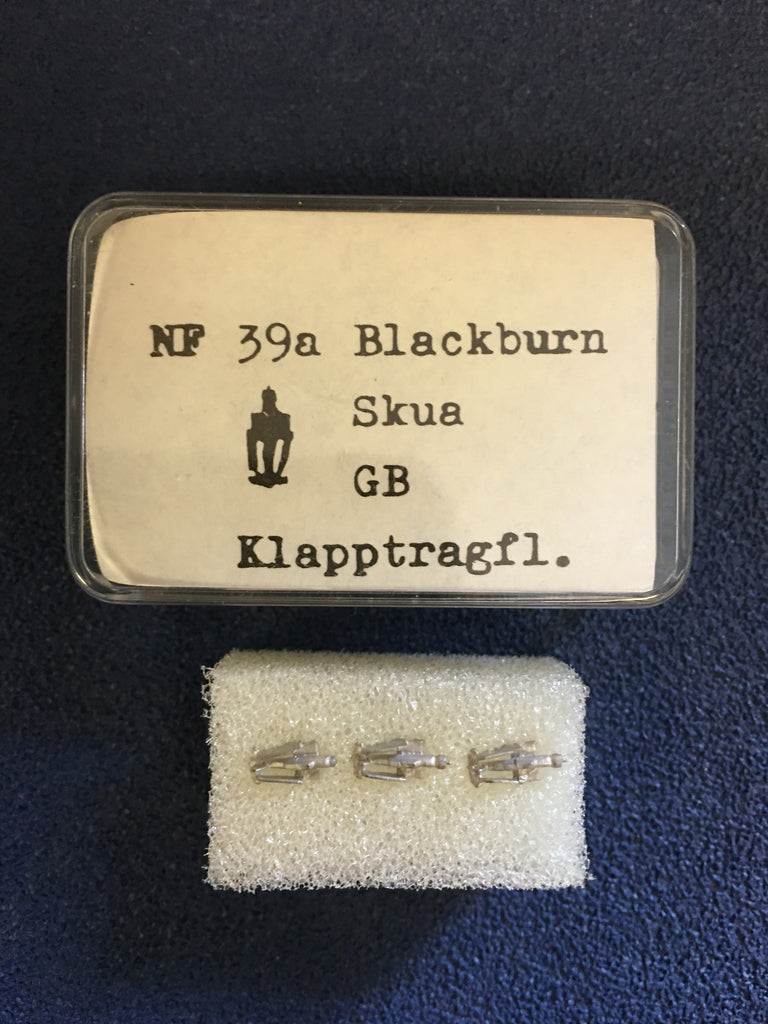 NF 39a Blackburn
Skua
GB
Klapptragfl.